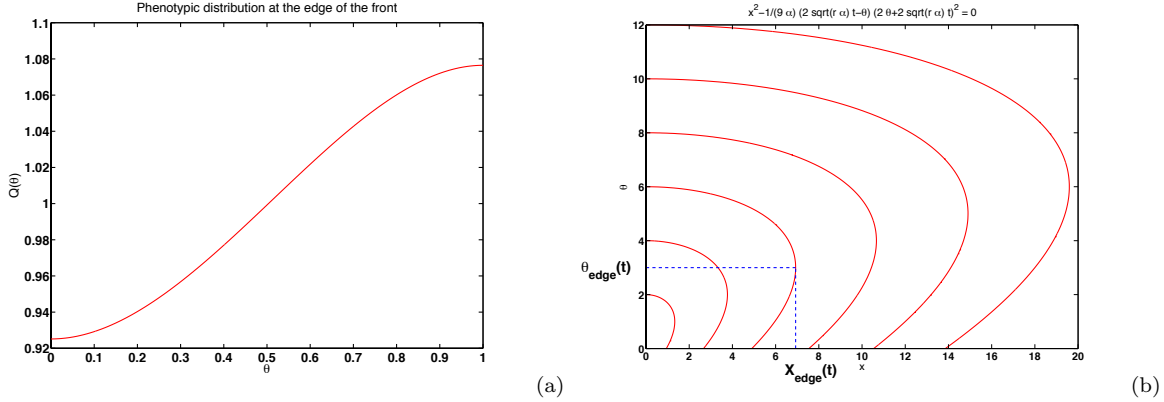 Phenotypic distribution at the edge of the front
1.1
1.08
1.06
1.04
1.02
1
0.98
0.96
0.94
0.92
Q(θ)
0 0.1 0.2 0.3 0.4 0.5 0.6 0.7 0.8 0.9 1
θ
(a)
x²−1/(9 α) (2 sqrt(r α) t−θ) (2 θ+2 sqrt(r α) t)² = 0
12
10
8
6
4
2
0
θ
θedge(t)
0 2 4 6 8 10 12 14 16 18 20
Xedge(t) x
(b)